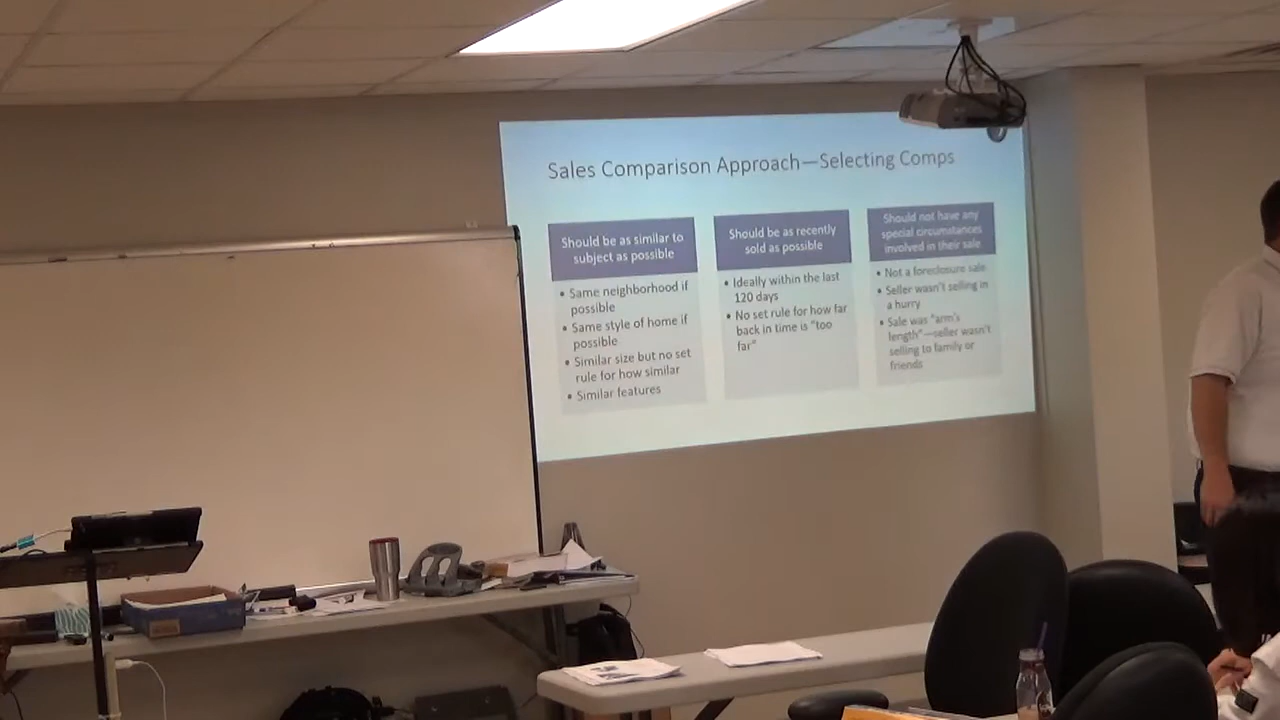 Sales Comparison Approach—Selecting Comps
Should be as similar to
subject as possible
• Same neighborhood if
possible
• Same style of home if
possible
• Similar size but no set
rule for how similar
• Similar features
Should be as recently
sold as possible
• Ideally within the last
120 days
• No set rule for how far
back in time is "too
far"
Should not have any
special circumstances
involved in their sale
• Not a foreclosure sale
• Seller wasn't selling in
a hurry
• Sale was "arm's
length"—seller wasn't
selling to family or
friends